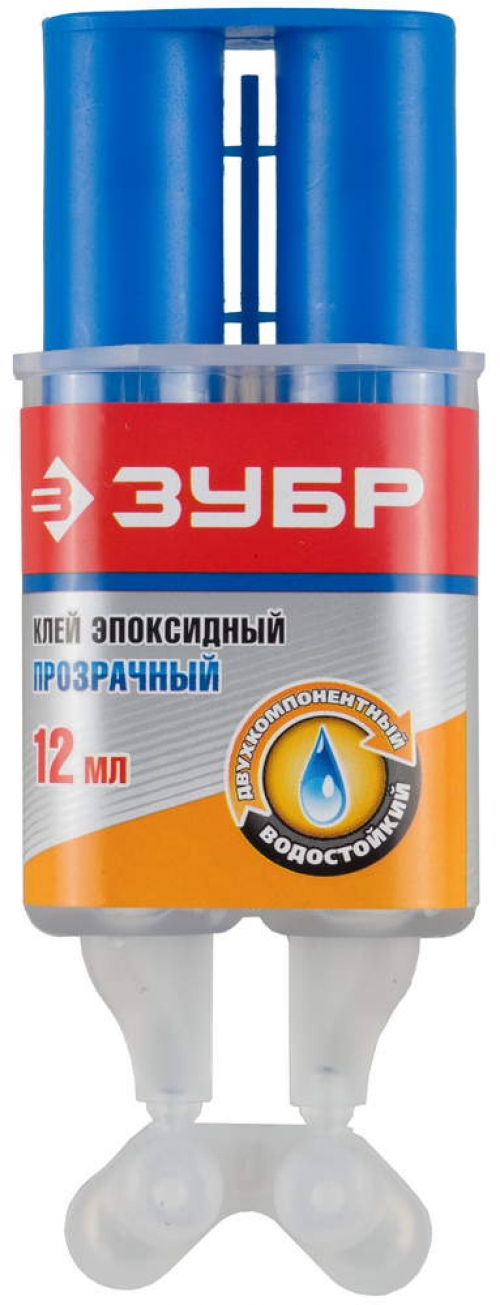 ЗУБР
КЛЕЙ ЭПОКСИДНЫЙ
ПРОЗРАЧНЫЙ
12 мл
ДВУХКОМПОНЕНТНЫЙ
ВОДОСТОЙКИЙ